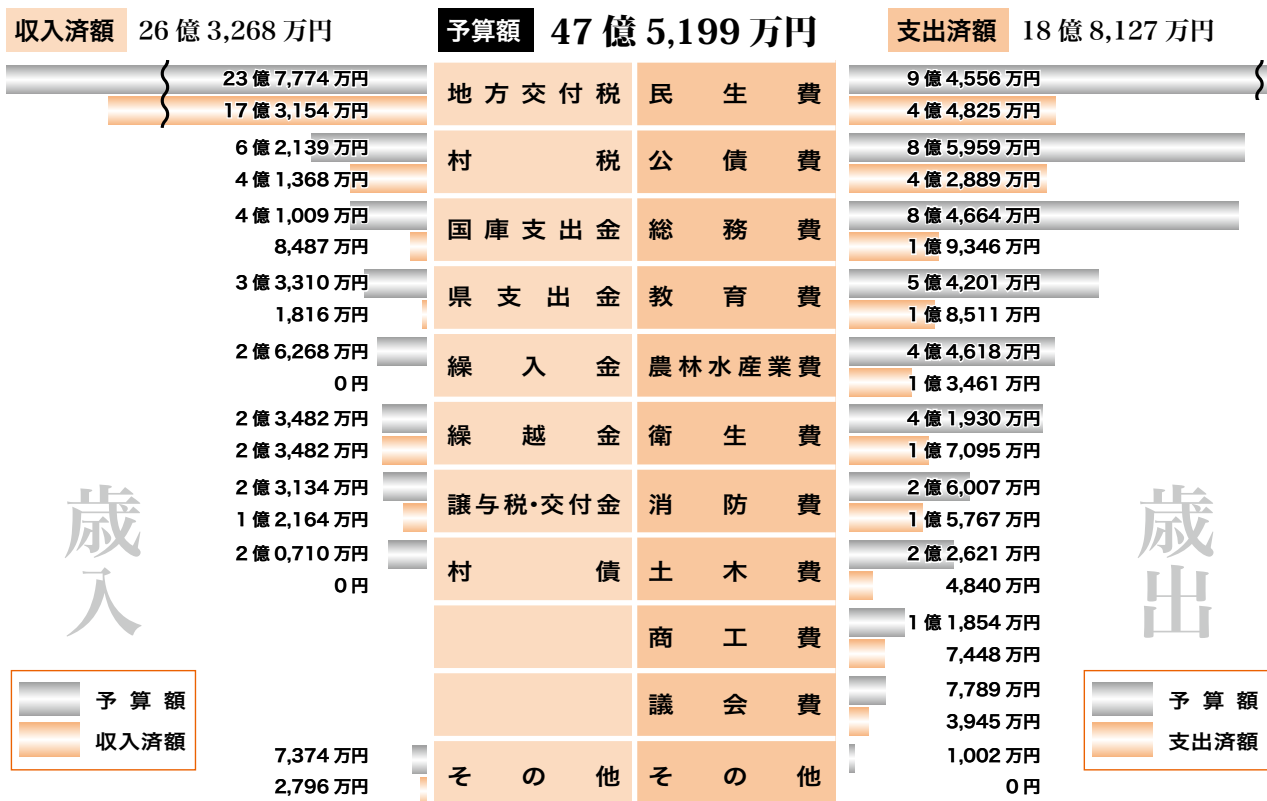 収入済額 26億3,268万円 予算額 47億5,199万円 支出済額 18億8,127万円
23億7,774万円 地方交付税 民生費 9億4,556万円
17億3,154万円 4億4,825万円
6億2,139万円 村税 公債費 8億5,959万円
4億1,368万円 4億2,889万円
4億1,009万円 国庫支出金 総務費 8億4,664万円
8,487万円 1億9,346万円
3億3,310万円 県支出金 教育費 5億4,201万円
1,816万円 1億8,511万円
2億6,268万円 繰入金 農林水産業費 4億4,618万円
0円 1億3,461万円
2億3,482万円 繰越金 衛生費 4億1,930万円
2億3,482万円 1億7,095万円
2億3,134万円 譲与税・交付金 消防費 2億6,007万円
1億2,164万円 1億5,767万円
2億0,710万円 村債 土木費 2億2,621万円
0円 4,840万円
商工費 1億1,854万円
7,448万円
議会費 7,789万円
3,945万円
7,374万円 その他 その他 1,002万円
2,796万円 0円
歳入
予算額
収入済額
歳出
予算額
支出済額